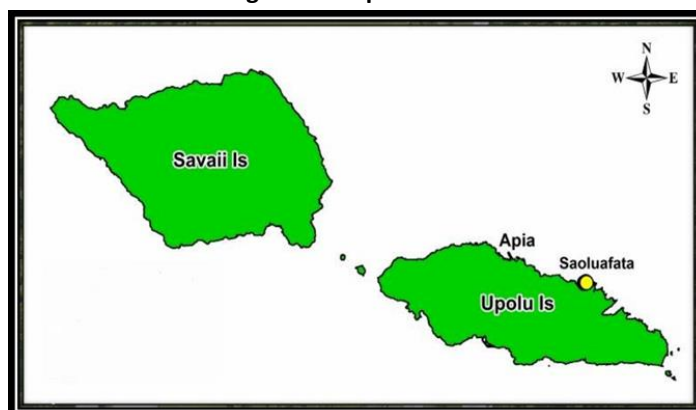 N
W E
S
Savaii Is
Apia
Saoluafata
Upolu Is